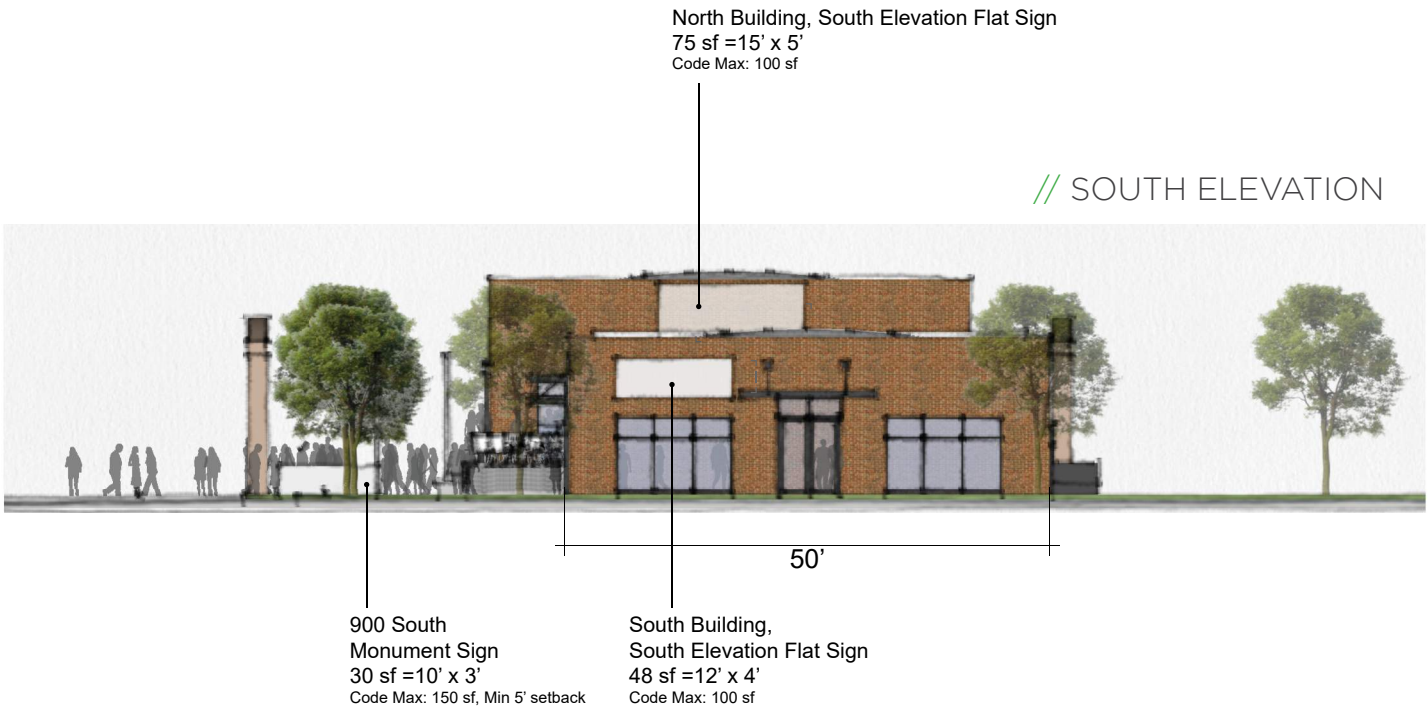 North Building, South Elevation Flat Sign
75 sf =15’ x 5’
Code Max: 100 sf
// SOUTH ELEVATION
50’
900 South
Monument Sign
30 sf =10’ x 3’
Code Max: 150 sf, Min 5’ setback
South Building,
South Elevation Flat Sign
48 sf =12’ x 4’
Code Max: 100 sf